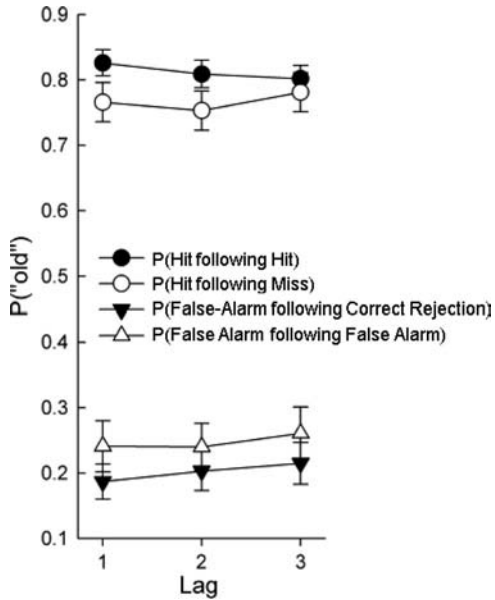 0.9
0.8
0.7
0.6
0.5
0.4
0.3
0.2
0.1
P("old")
P(Hit following Hit)
P(Hit following Miss)
P(False-Alarm following Correct Rejection)
P(False Alarm following False Alarm)
1 2 3
Lag